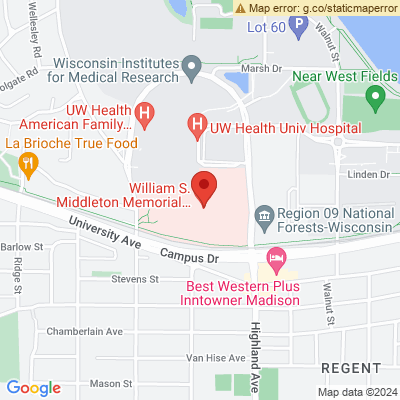 Map error: g.co/staticmaperror
Wellesley Rd
Lot 60
Walnut St
Wisconsin Institutes
for Medical Research
Marsh Dr
olgate Rd
Near West Fields
UW Health
American Family...
UW Health Univ Hospital
La Brioche True Food
Linden Dr
William S.
Middleton Memorial...
Region 09 National
Forests-Wisconsin
University Ave
Barlow St
Campus Dr
Ridge St
Stevens St
Best Western Plus
Inntowner Madison
Walnut St
Chamberlain Ave
Highland Ave
Van Hise Ave
REGENT
Mason St
Google
Map data ©2024